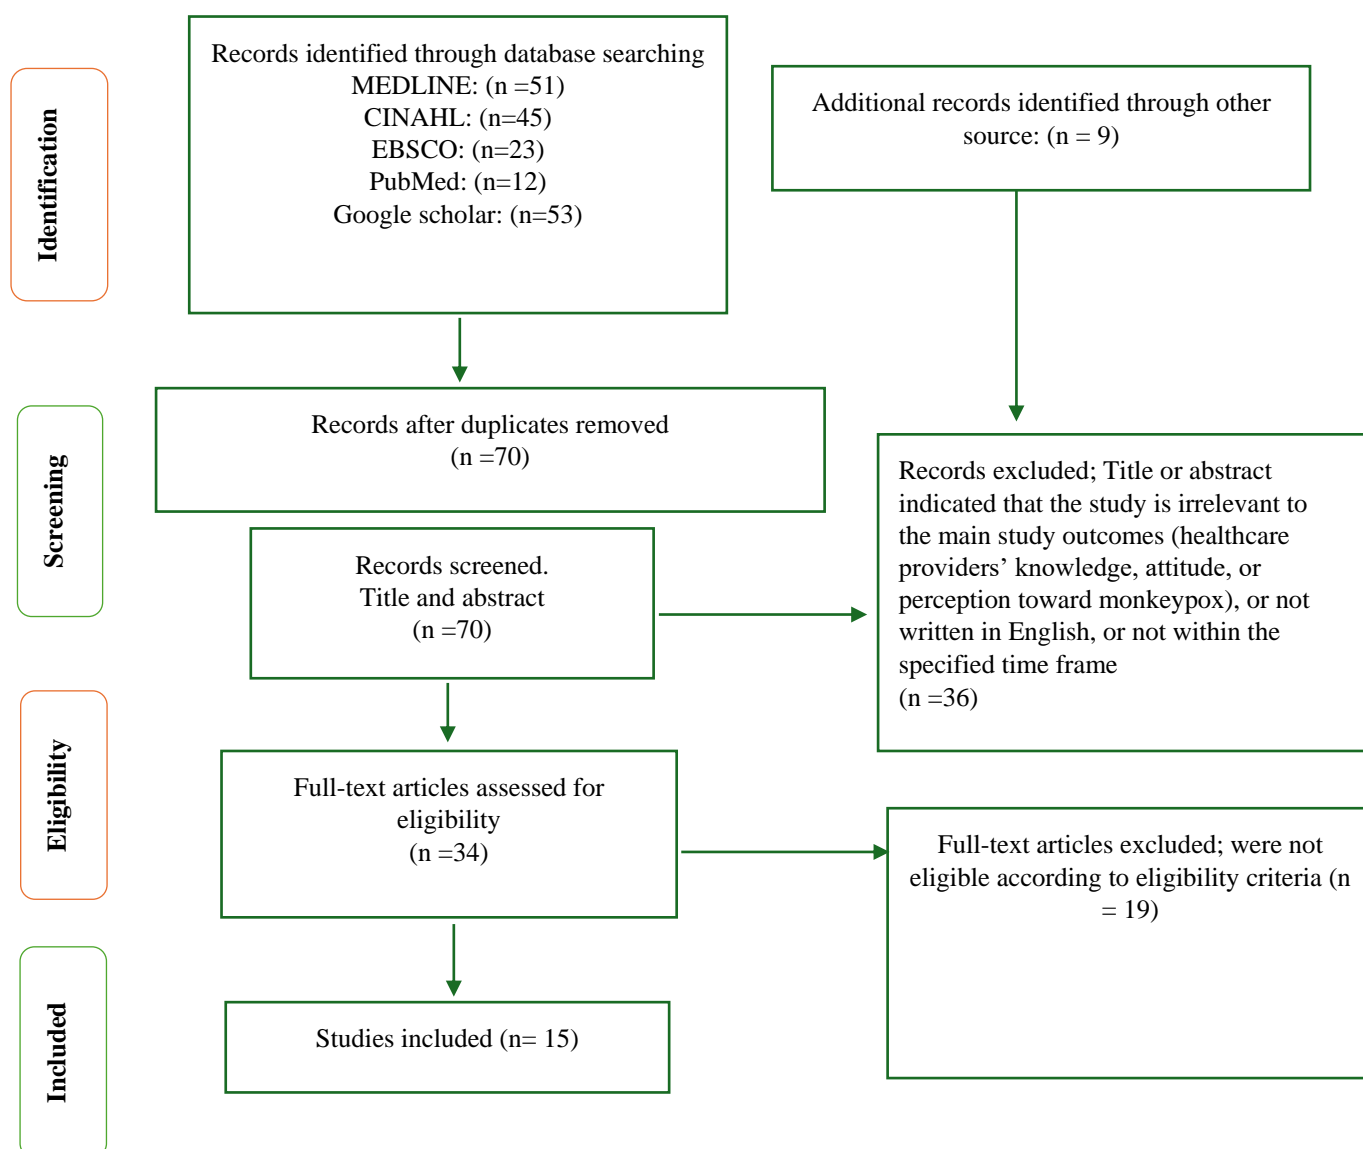 Identification
Records identified through database searching
MEDLINE: (n =51)
CINAHL: (n=45)
EBSCO: (n=23)
PubMed: (n=12)
Google scholar: (n=53)
Additional records identified through other
source: (n = 9)
Screening
Records after duplicates removed
(n =70)
Records screened.
Title and abstract
(n =70)
Records excluded; Title or abstract
indicated that the study is irrelevant to
the main study outcomes (healthcare
providers’ knowledge, attitude, or
perception toward monkeypox), or not
written in English, or not within the
specified time frame
(n =36)
Eligibility
Full-text articles assessed for
eligibility
(n =34)
Full-text articles excluded; were not
eligible according to eligibility criteria (n
= 19)
Included
Studies included (n= 15)